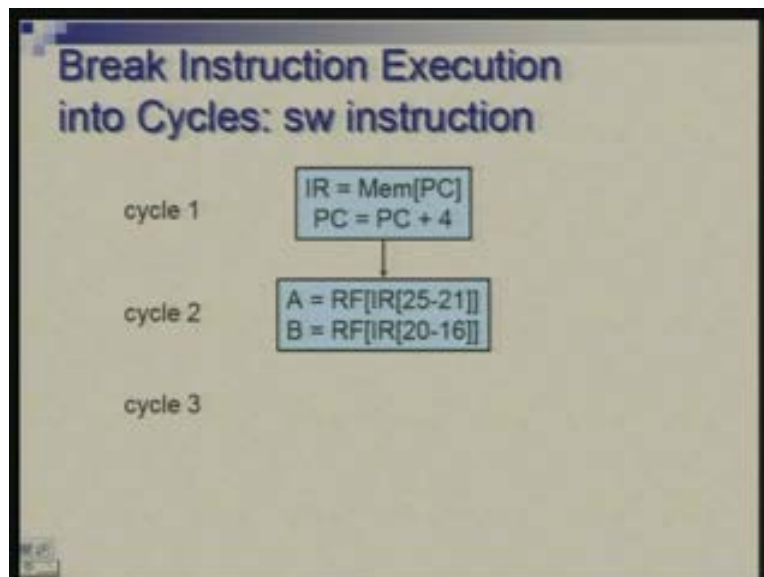 Break Instruction Execution
into Cycles: sw instruction
cycle 1
IR = Mem[PC]
PC = PC + 4
cycle 2
A = RF[IR[25-21]]
B = RF[IR[20-16]]
cycle 3